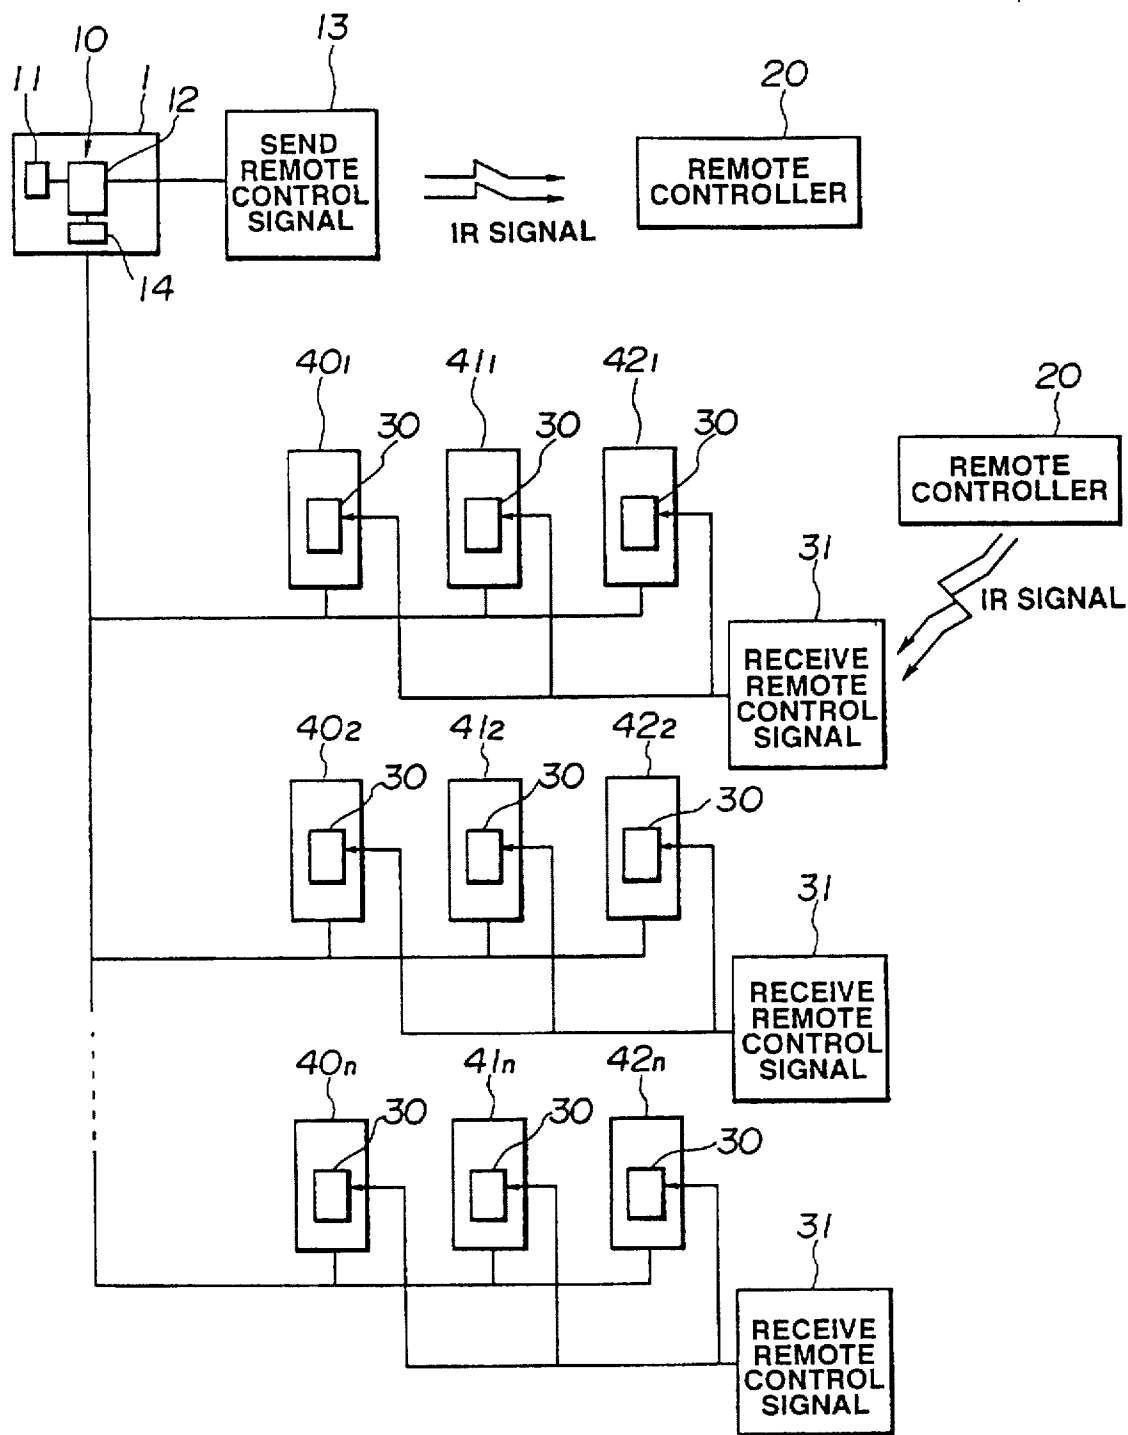 10
13
11
1
12
20
SEND
REMOTE
CONTROL
SIGNAL
REMOTE
CONTROLLER
IR SIGNAL
14
40₁
41₁
42₁
20
30
30
30
REMOTE
CONTROLLER
31
IR SIGNAL
RECEIVE
REMOTE
CONTROL
SIGNAL
40₂
41₂
42₂
30
30
30
31
RECEIVE
REMOTE
CONTROL
SIGNAL
40n
41n
42n
30
30
30
31
RECEIVE
REMOTE
CONTROL
SIGNAL